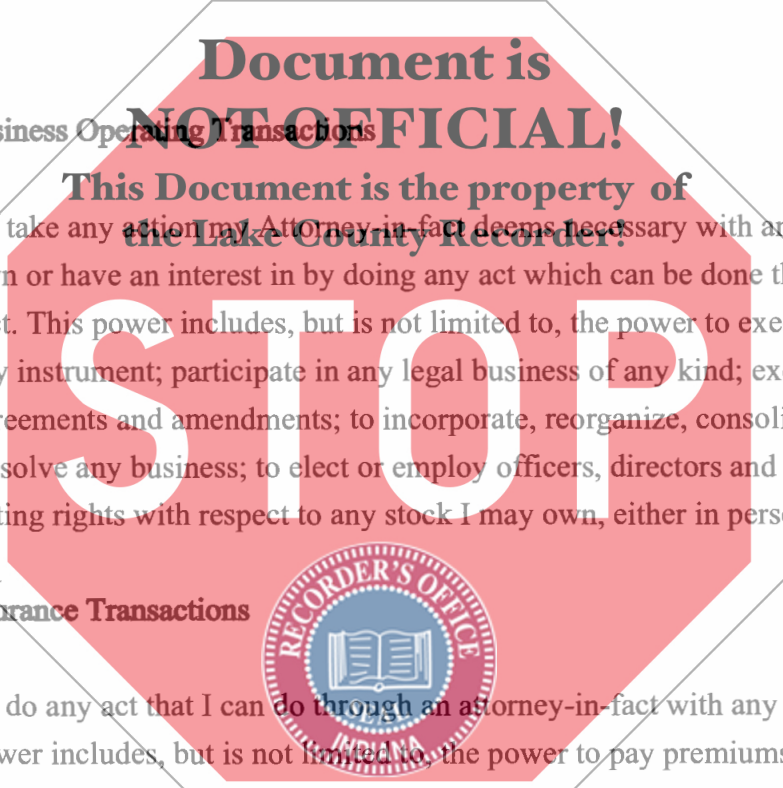 Document is
NOT OFFICIAL!
siness Operating Transactions
This Document is the property of
take any action my Attorney-in-fact deems necessary with an
the Lake County Recorder!
n or have an interest in by doing any act which can be done th
t. This power includes, but is not limited to, the power to exe
y instrument; participate in any legal business of any kind; exe
reements and amendments; to incorporate, reorganize, consoli
solve any business; to elect or employ officers, directors and
ting rights with respect to any stock I may own, either in perso
STOP
urance Transactions
RECORDER'S OFFICE
do any act that I can do through an attorney-in-fact with any
INDIANA
wer includes, but is not limited to, the power to pay premiums